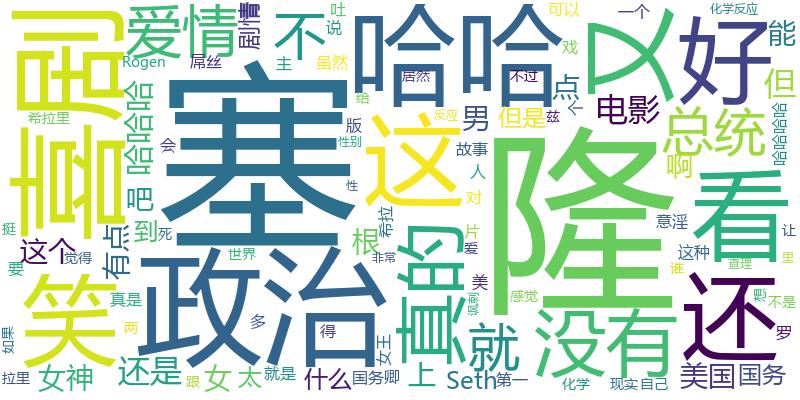 爱情
剧情
不
吐
说
可以
一个
化学反应
喜剧
哈哈
又
好
能
Rogen
屌丝
主
虽然
居然
不过
戏
但
希拉里
哈哈哈
塞
给
反应
兹
点
个
电影
总统
哈哈哈哈
会
版
性别
男
但是
这
故事
啊
吧
隆
看
人
挺
到
死
性
根
希拉
片
对
爱
真的
意淫
让
这个
有点
觉得
世界
非常
这种
里
要
政治
美
讽刺
感觉
谁
查理
笑
真是
还
想
不是
如果
两
多
得
女王
就
没有
罗
拉里
女神
还是
跟
女
太
就是
什么
国务卿
上
Seth
第一
化学
现实
自己
美国
国务